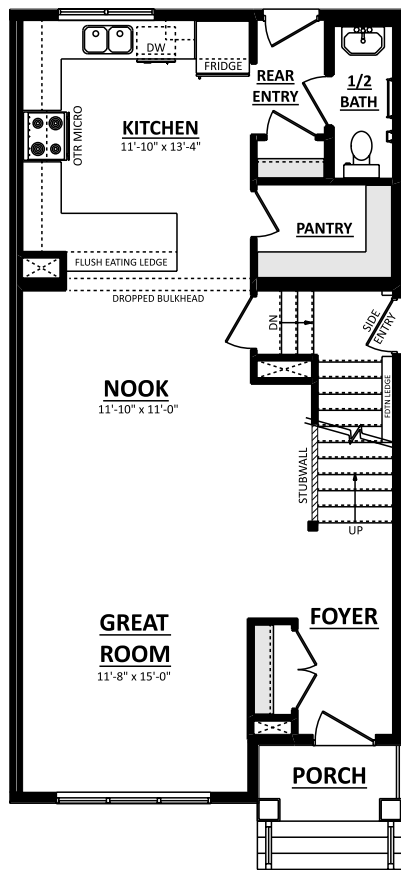 DW
FRIDGE
OTR MICRO
KITCHEN
11'-10" x 13'-4"
REAR
ENTRY
1/2
BATH
PANTRY
FLUSH EATING LEDGE
DROPPED BULKHEAD
DN
SIDE
ENTRY
FDTN LEDGE
NOOK
11'-10" x 11'-0"
STUBWALL
UP
GREAT
ROOM
11'-8" x 15'-0"
FOYER
PORCH